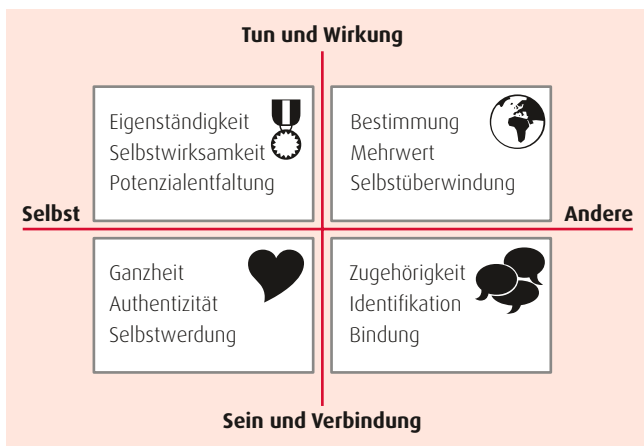 Tun und Wirkung
Eigenständigkeit
Selbstwirksamkeit
Potenzialentfaltung
Bestimmung
Mehrwert
Selbstüberwindung
Selbst
Andere
Ganzheit
Authentizität
Selbstwerdung
Zugehörigkeit
Identifikation
Bindung
Sein und Verbindung